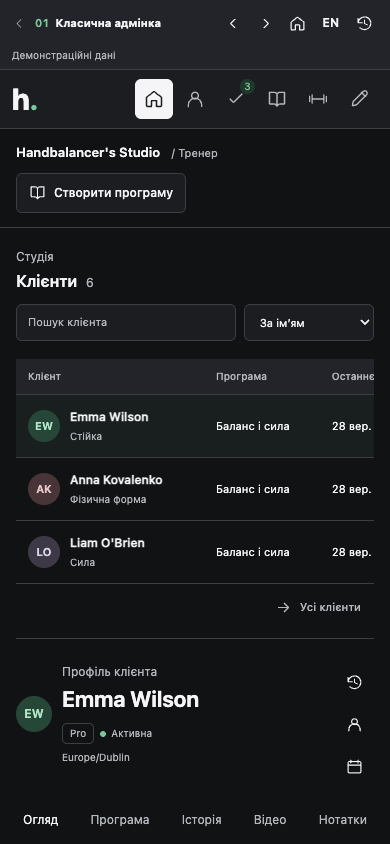 01 Класична адмінка
EN
Демонстраційні дані
h.
3
Handbalancer's Studio / Тренер
Створити програму
Студія
Клієнти 6
Пошук клієнта
За ім’ям
Клієнт Програма Останнє
EW Emma Wilson Баланс і сила 28 вер.
Стійка
AK Anna Kovalenko Баланс і сила 28 вер.
Фізична форма
LO Liam O'Brien Баланс і сила 28 вер.
Сила
Усі клієнти
Профіль клієнта
EW Emma Wilson
Pro Активна
Europe/Dublin
Огляд Програма Історія Відео Нотатки